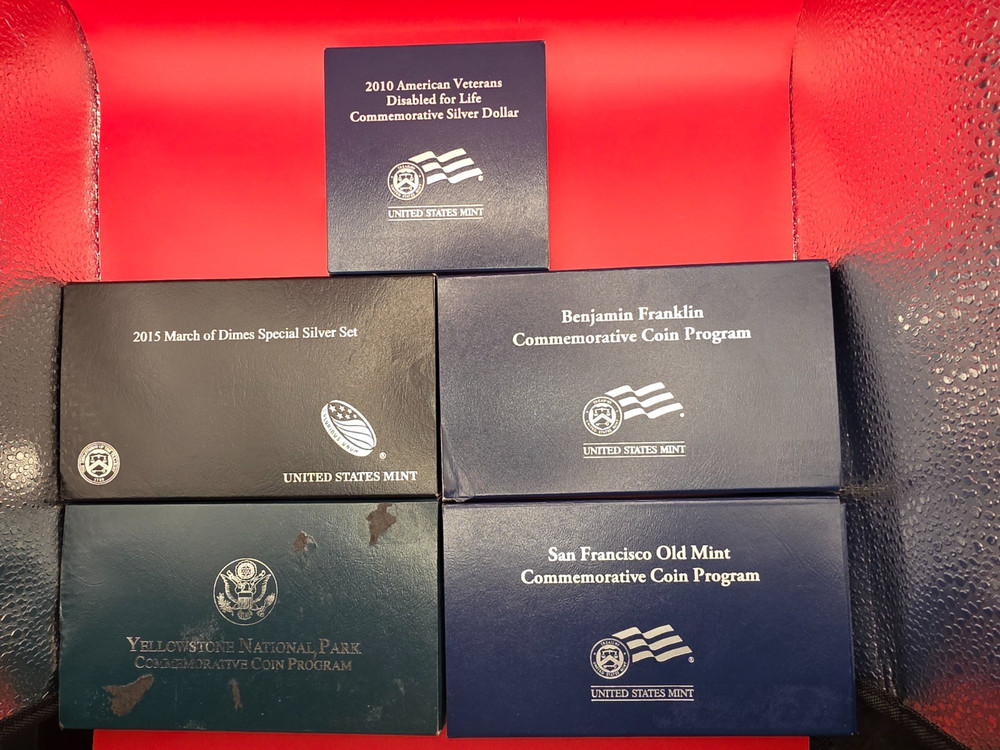 2010 American Veterans
Disabled for Life
Commemorative Silver Dollar
UNITED STATES MINT
2015 March of Dimes Special Silver Set
UNITED STATES MINT
Benjamin Franklin
Commemorative Coin Program
UNITED STATES MINT
YELLOWSTONE NATIONAL PARK
COMMEMORATIVE COIN PROGRAM
San Francisco Old Mint
Commemorative Coin Program
UNITED STATES MINT